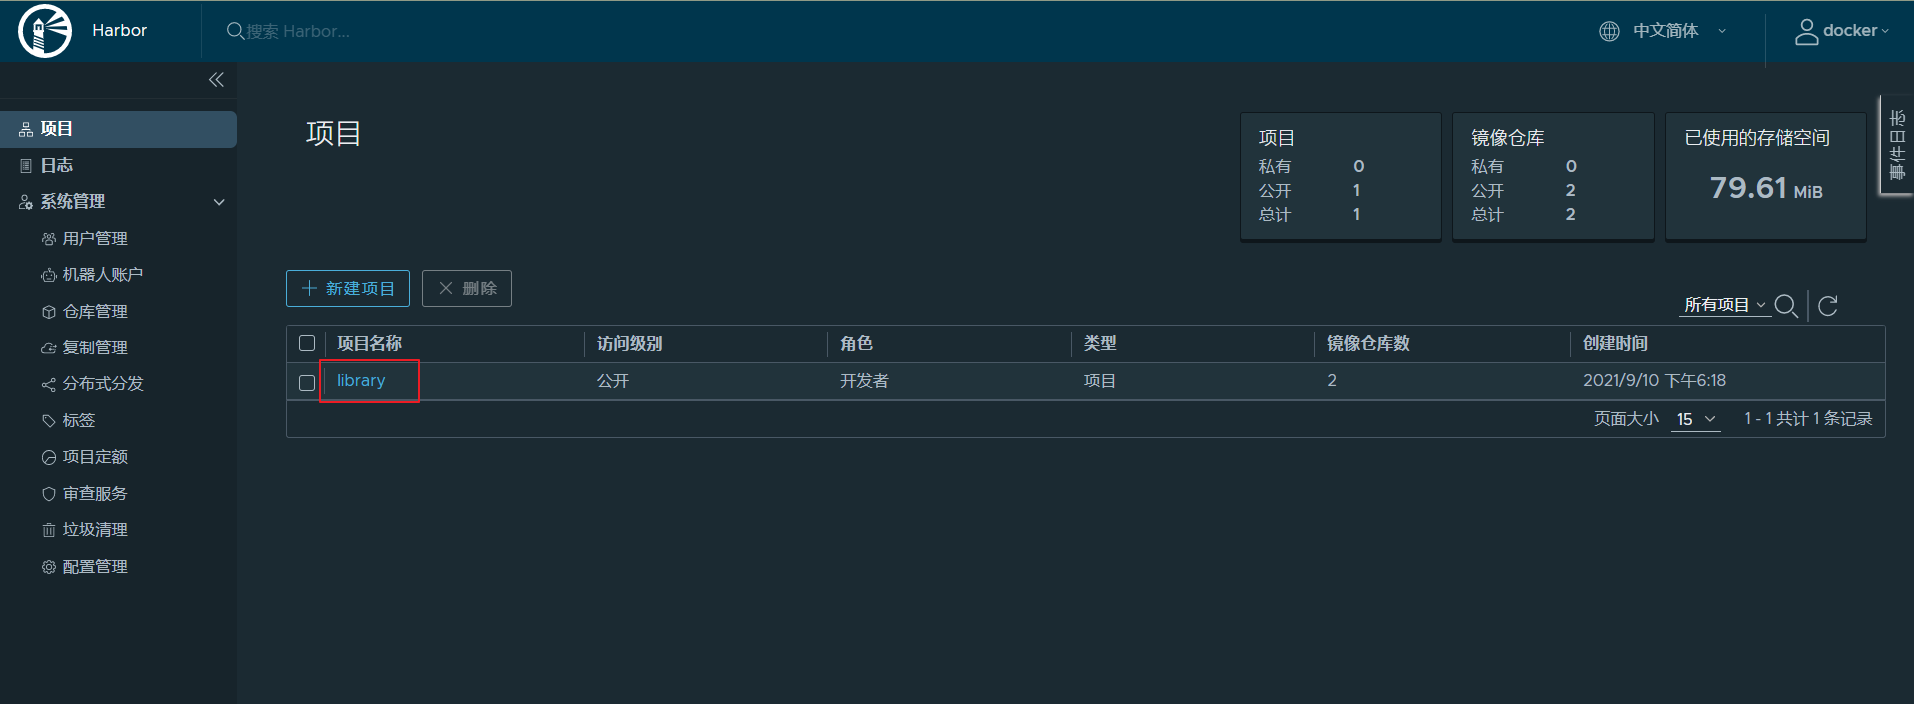 Harbor
搜索 Harbor...
中文简体
docker
项目
日志
系统管理
用户管理
机器人账户
仓库管理
复制管理
分布式分发
标签
项目定额
审查服务
垃圾清理
配置管理
项目
项目
私有 0
公开 1
总计 1
镜像仓库
私有 0
公开 2
总计 2
已使用的存储空间
79.61 MiB
事件日志
新建项目
删除
所有项目
项目名称 访问级别 角色 类型 镜像仓库数 创建时间
library 公开 开发者 项目 2 2021/9/10 下午6:18
页面大小 15 1 - 1 共计 1 条记录